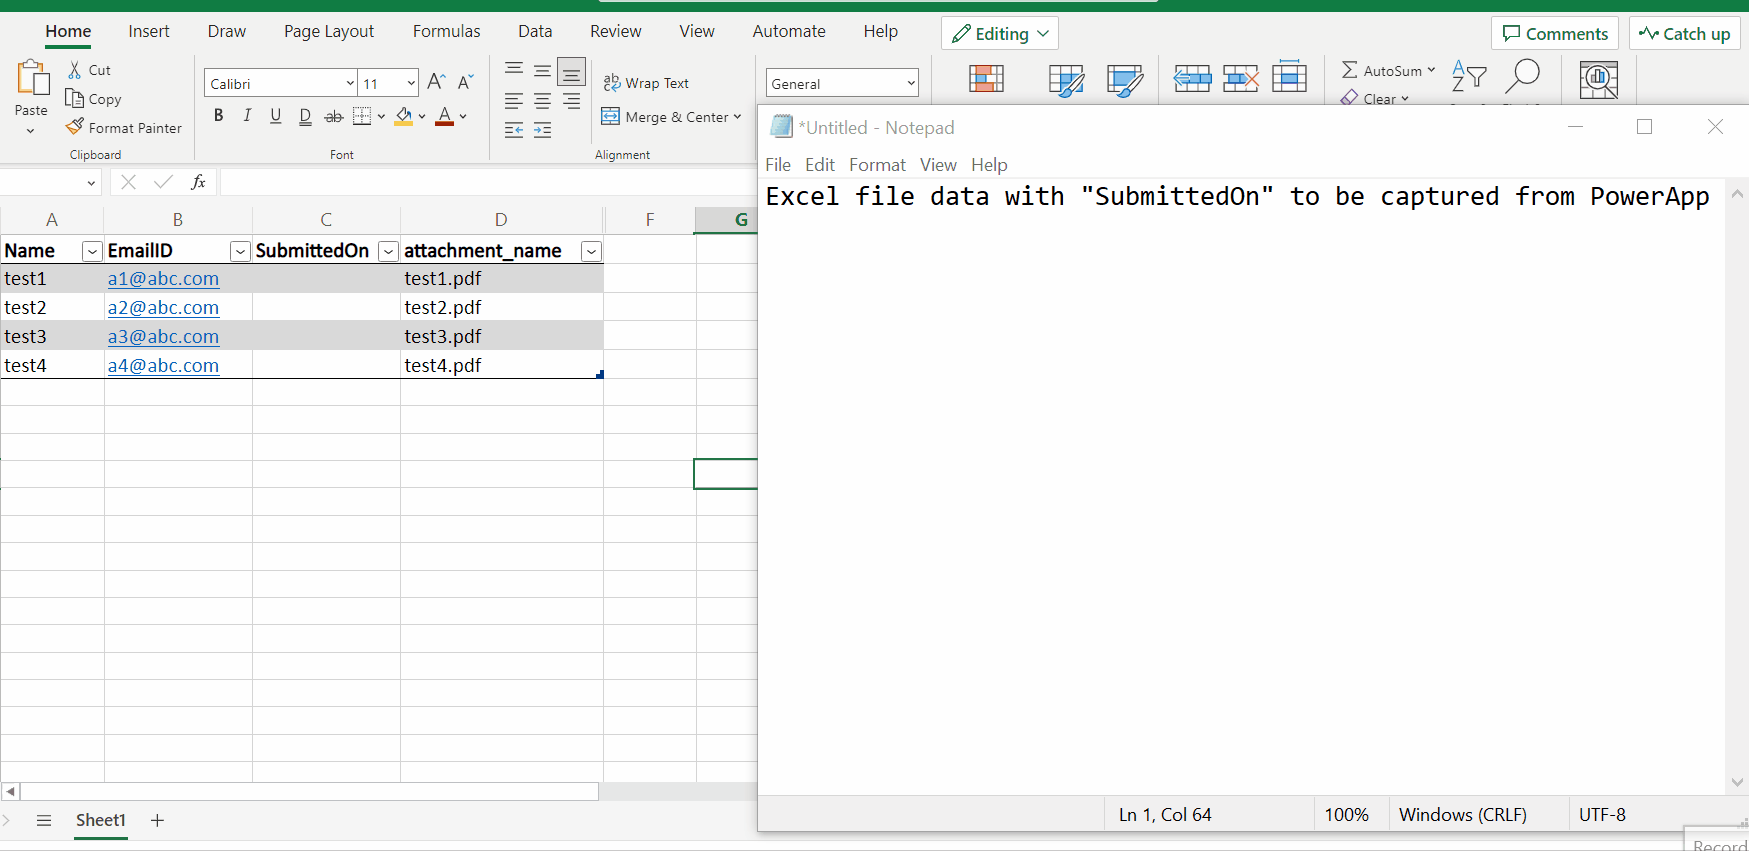 Home Insert Draw Page Layout Formulas Data Review View Automate Help Editing Comments Catch up
Paste
Cut
Copy
Format Painter
Clipboard
Calibri 11
B I U D ab
Font
Wrap Text
Merge & Center
Alignment
General
AutoSum
Clear
fx
A B C D F G
Name EmailID SubmittedOn attachment_name
test1 a1@abc.com test1.pdf
test2 a2@abc.com test2.pdf
test3 a3@abc.com test3.pdf
test4 a4@abc.com test4.pdf
Sheet1
*Untitled - Notepad
File Edit Format View Help
Excel file data with "SubmittedOn" to be captured from PowerApp
Ln 1, Col 64 100% Windows (CRLF) UTF-8
Record